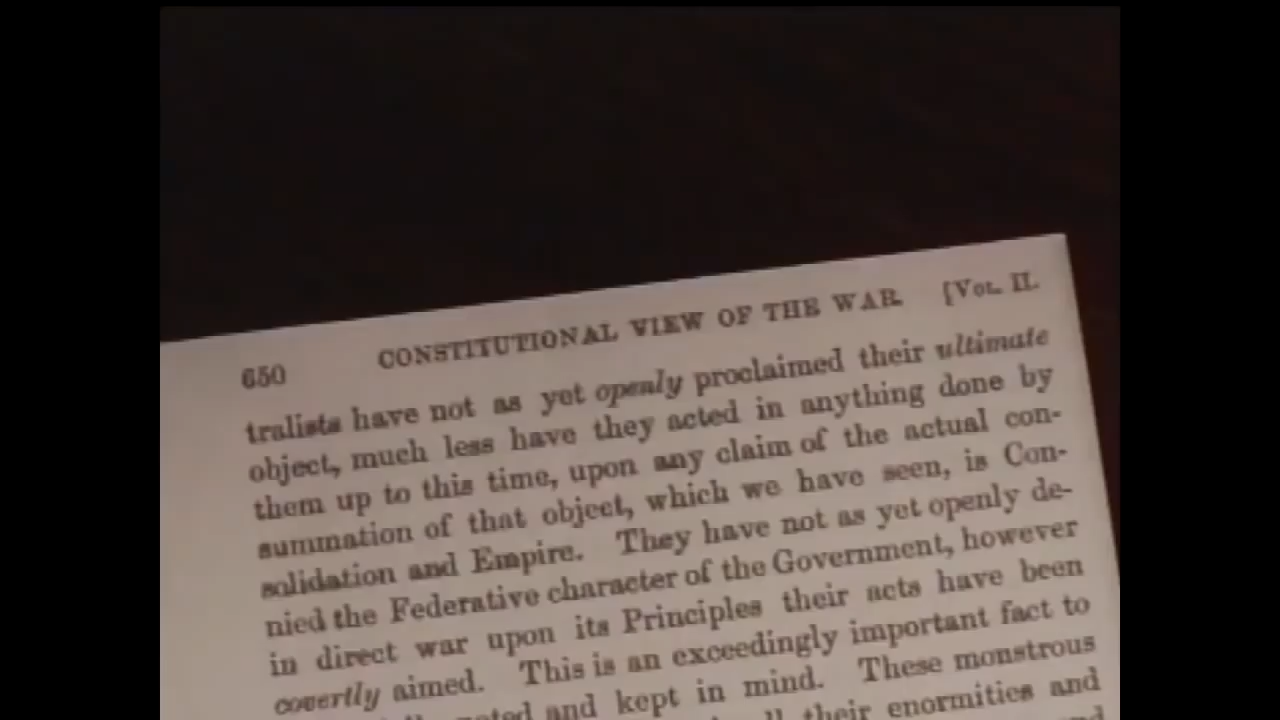 650 CONSTITUTIONAL VIEW OF THE WAR. [VOL. II.
tralists have not as yet openly proclaimed their ultimate
object, much less have they acted in anything done by
them up to this time, upon any claim of the actual con-
summation of that object, which we have seen, is Con-
solidation and Empire. They have not as yet openly de-
nied the Federative character of the Government, however
in direct war upon its Principles their acts have been
covertly aimed. This is an exceedingly important fact to
noted and kept in mind. These monstrous
their enormities and